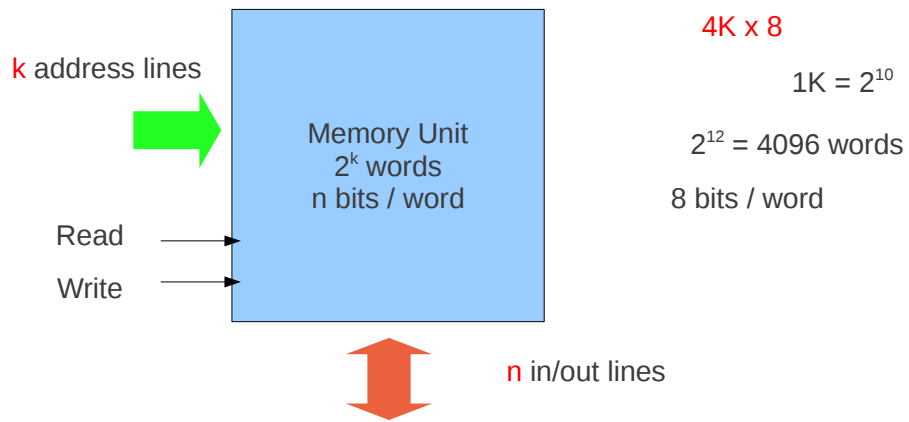 4K x 8
k address lines
1K = 2¹⁰
Memory Unit
2ᵏ words
n bits / word
2¹² = 4096 words
8 bits / word
Read
Write
n in/out lines